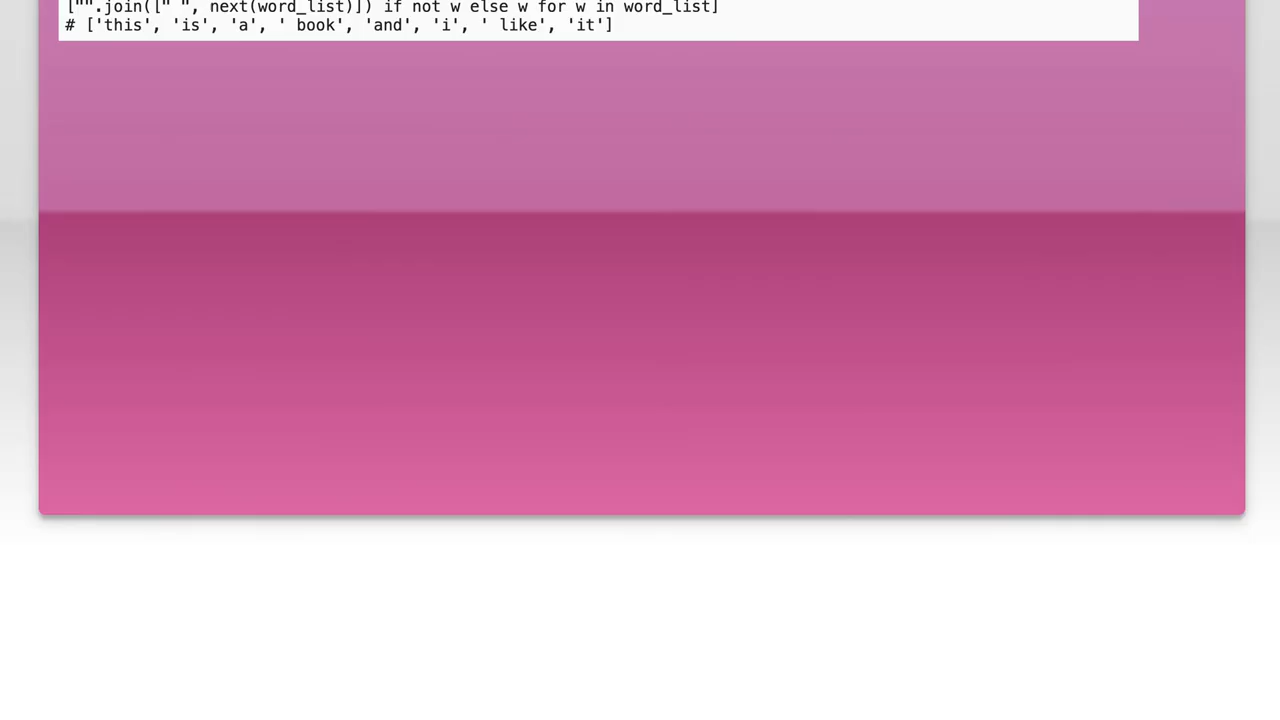 ["".join([" ", next(word_list)]) if not w else w for w in word_list]
# ['this', 'is', 'a', ' book', 'and', 'i', ' like', 'it']